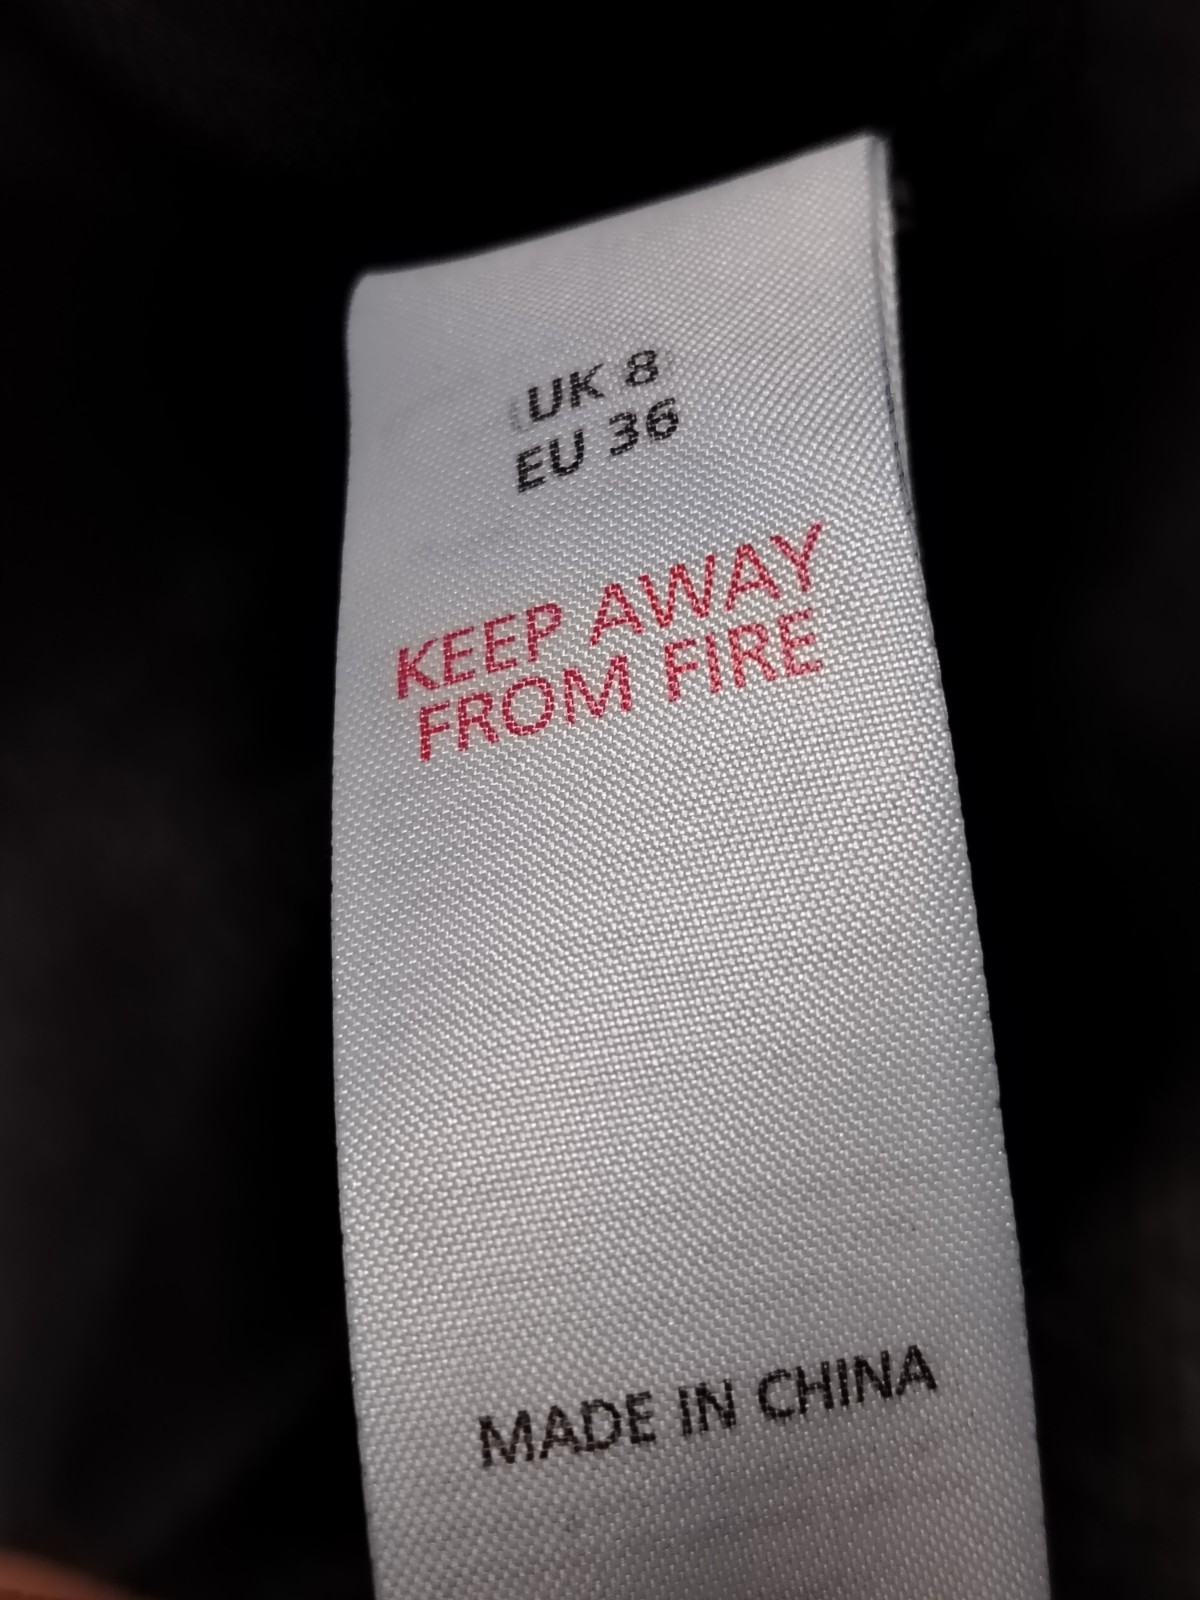 UK 8
EU 36
KEEP AWAY
FROM FIRE
MADE IN CHINA